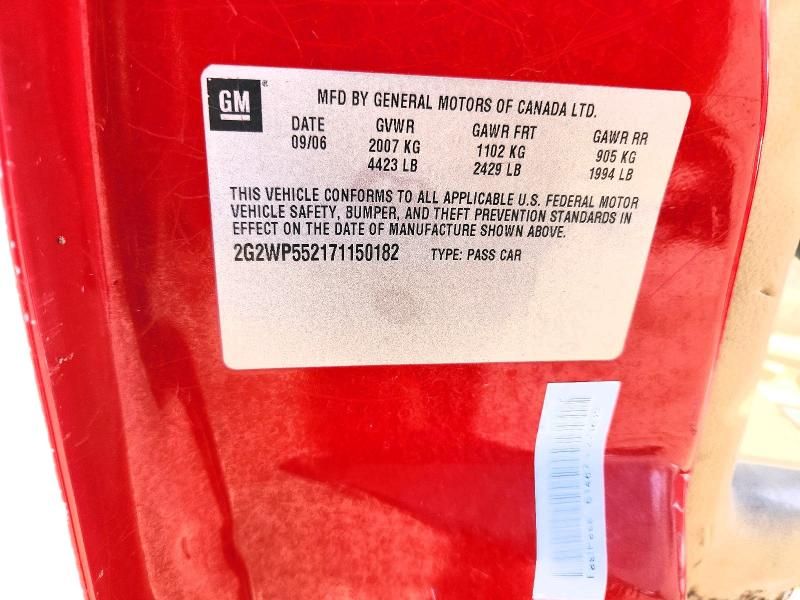 GM ® MFD BY GENERAL MOTORS OF CANADA LTD.
DATE GVWR GAWR FRT GAWR RR
09/06 2007 KG 1102 KG 905 KG
4423 LB 2429 LB 1994 LB
THIS VEHICLE CONFORMS TO ALL APPLICABLE U.S. FEDERAL MOTOR
VEHICLE SAFETY, BUMPER, AND THEFT PREVENTION STANDARDS IN
EFFECT ON THE DATE OF MANUFACTURE SHOWN ABOVE.
2G2WP552171150182 TYPE: PASS CAR